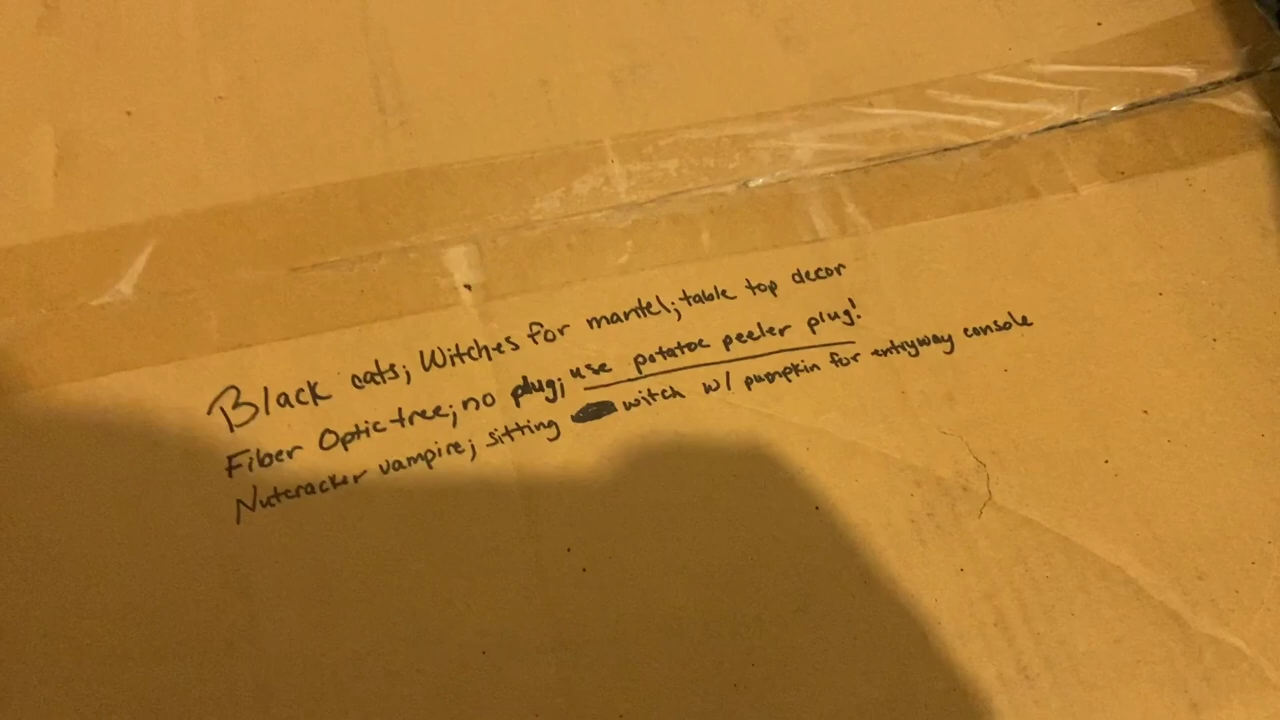 Black cats; Witches for mantel; table top decor
Fiber Optic tree; no plug; use potatoe peeler plug!
Nutcracker vampire; sitting witch w/ pumpkin for entryway console